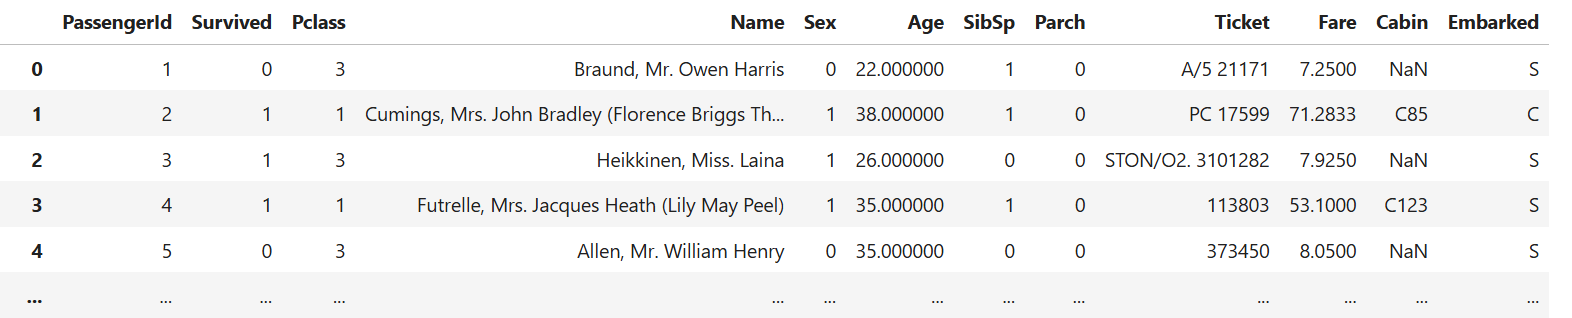 PassengerId Survived Pclass Name Sex Age SibSp Parch Ticket Fare Cabin Embarked
0 1 0 3 Braund, Mr. Owen Harris 0 22.000000 1 0 A/5 21171 7.2500 NaN S
1 2 1 1 Cumings, Mrs. John Bradley (Florence Briggs Th... 1 38.000000 1 0 PC 17599 71.2833 C85 C
2 3 1 3 Heikkinen, Miss. Laina 1 26.000000 0 0 STON/O2. 3101282 7.9250 NaN S
3 4 1 1 Futrelle, Mrs. Jacques Heath (Lily May Peel) 1 35.000000 1 0 113803 53.1000 C123 S
4 5 0 3 Allen, Mr. William Henry 0 35.000000 0 0 373450 8.0500 NaN S
... ... ... ... ... ... ... ... ... ... ... ... ...